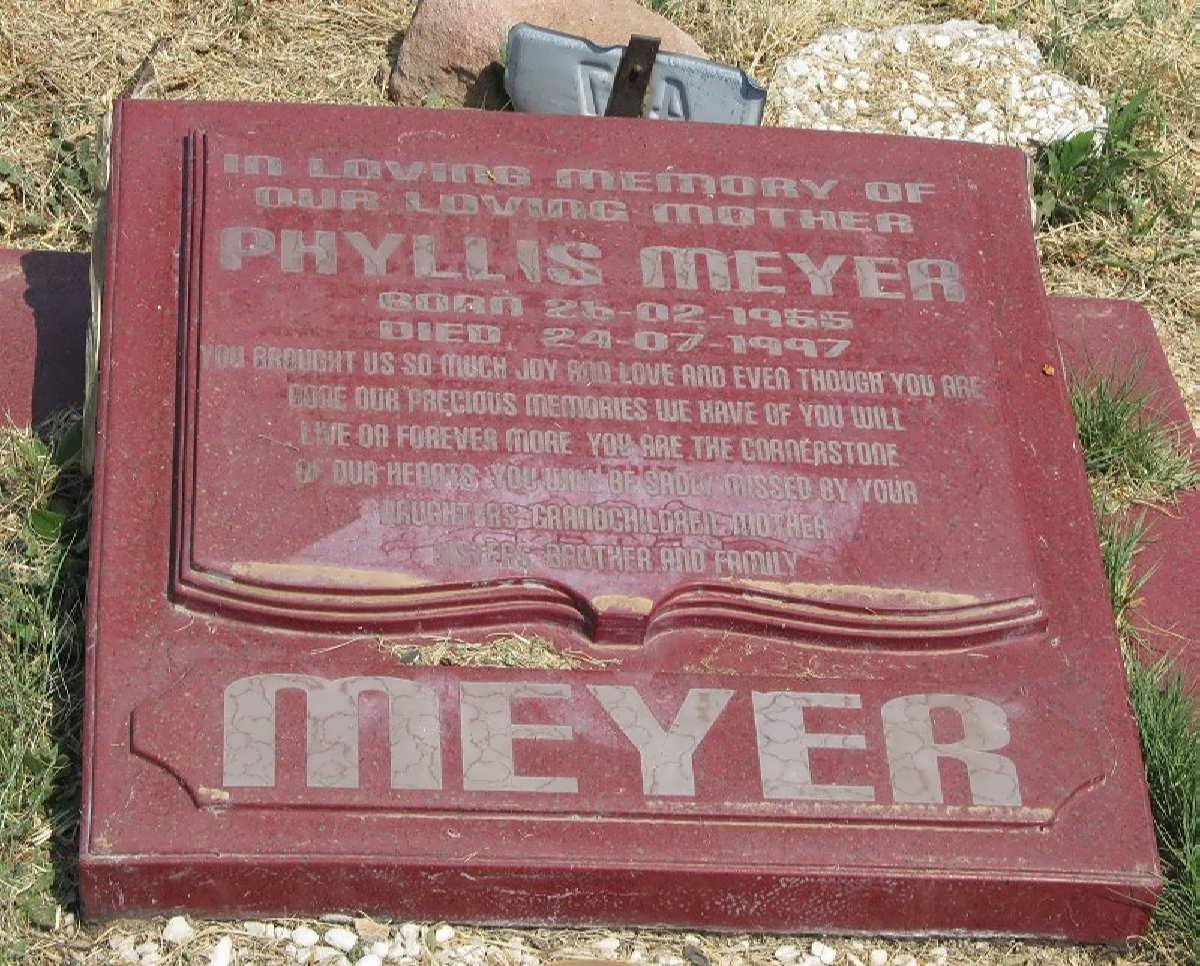 IN LOVING MEMORY OF
OUR LOVING MOTHER
PHYLLIS MEYER
BORN 26-02-1955
DIED 24-07-1997
YOU BROUGHT US SO MUCH JOY AND LOVE AND EVEN THOUGH YOU ARE
GONE OUR PRECIOUS MEMORIES WE HAVE OF YOU WILL
LIVE ON FOREVER MORE YOU ARE THE CORNERSTONE
OF OUR HEARTS YOU WILL BE SADLY MISSED BY YOUR
DAUGHTERS, GRANDCHILDREN, MOTHER
SISTERS, BROTHER AND FAMILY
MEYER